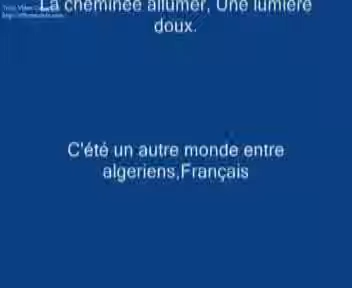 La cheminée allumer, Une lumière
doux.
C'été un autre monde entre
algeriens,Français